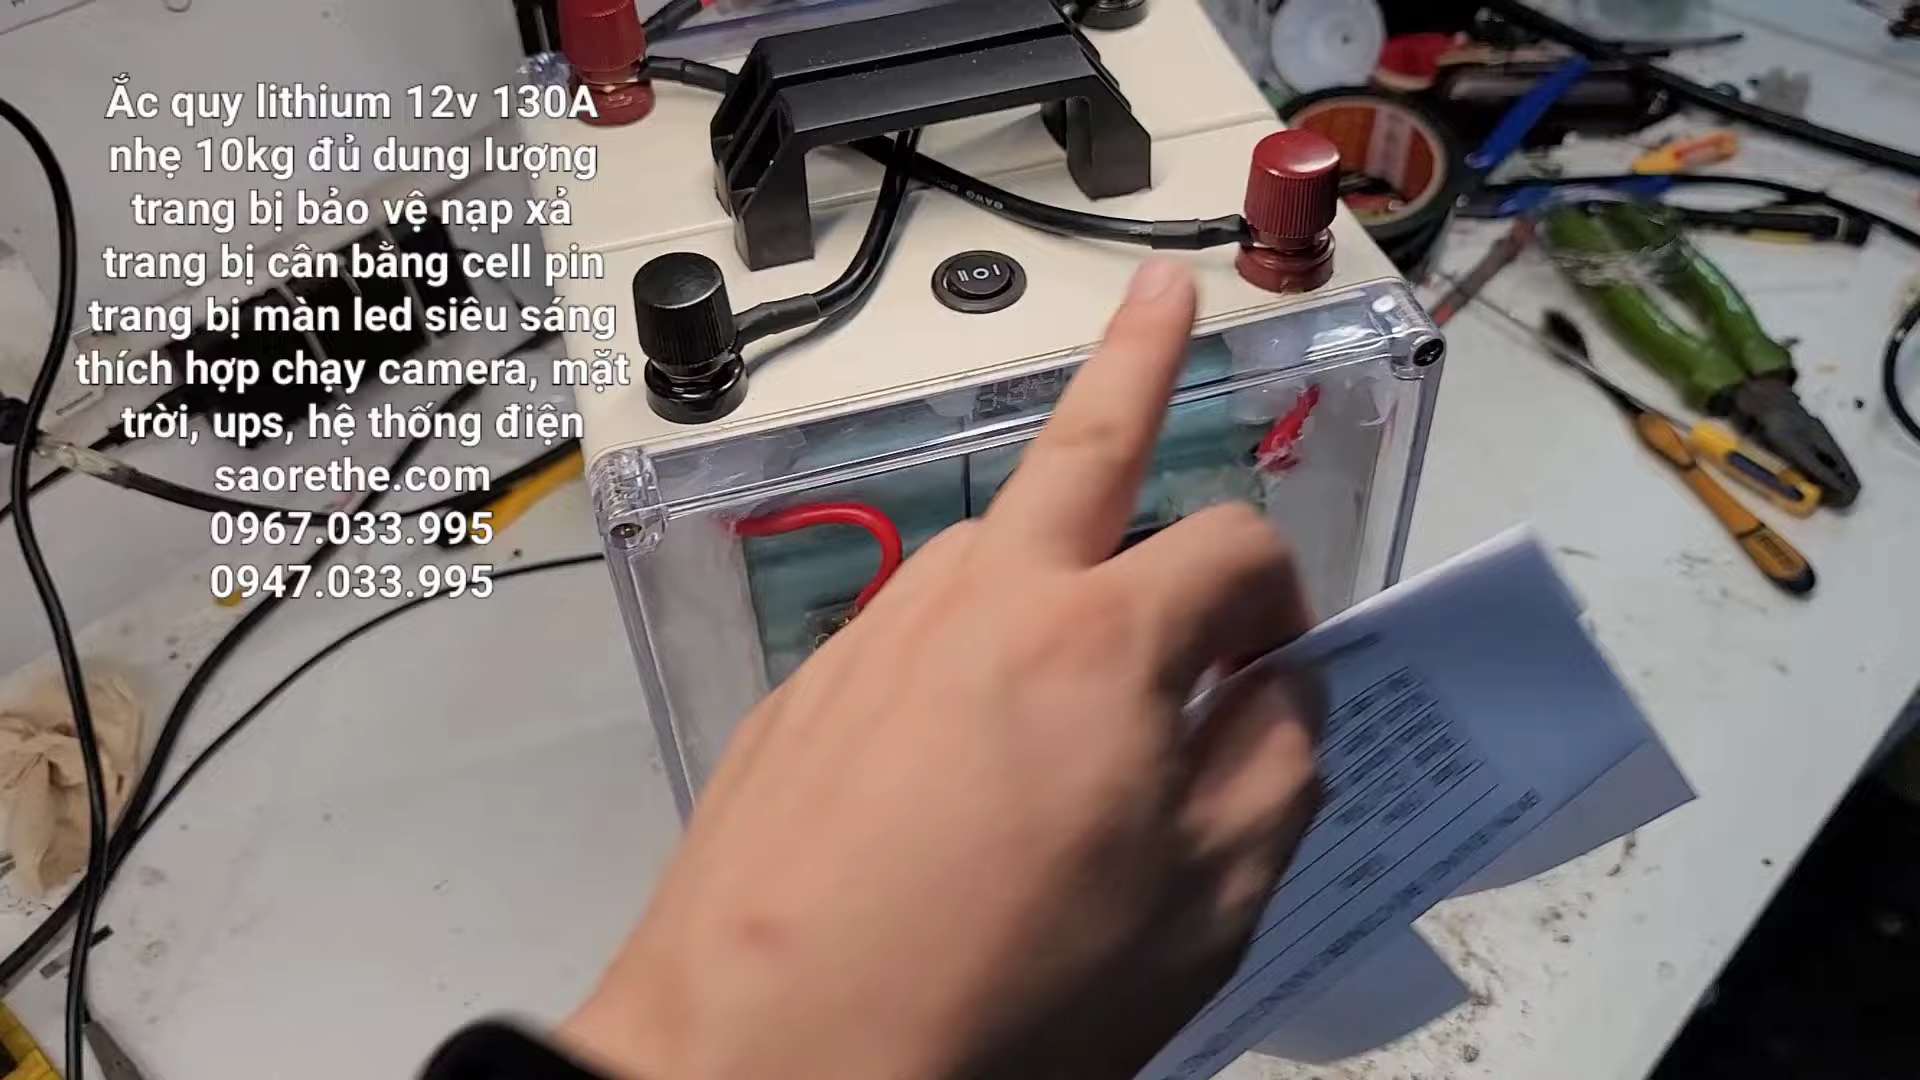 Ắc quy lithium 12v 130A
nhẹ 10kg đủ dung lượng
trang bị bảo vệ nạp xả
trang bị cân bằng cell pin
trang bị màn led siêu sáng
thích hợp chạy camera, mặt
trời, ups, hệ thống điện
saorethe.com
0967.033.995
0947.033.995
II O I